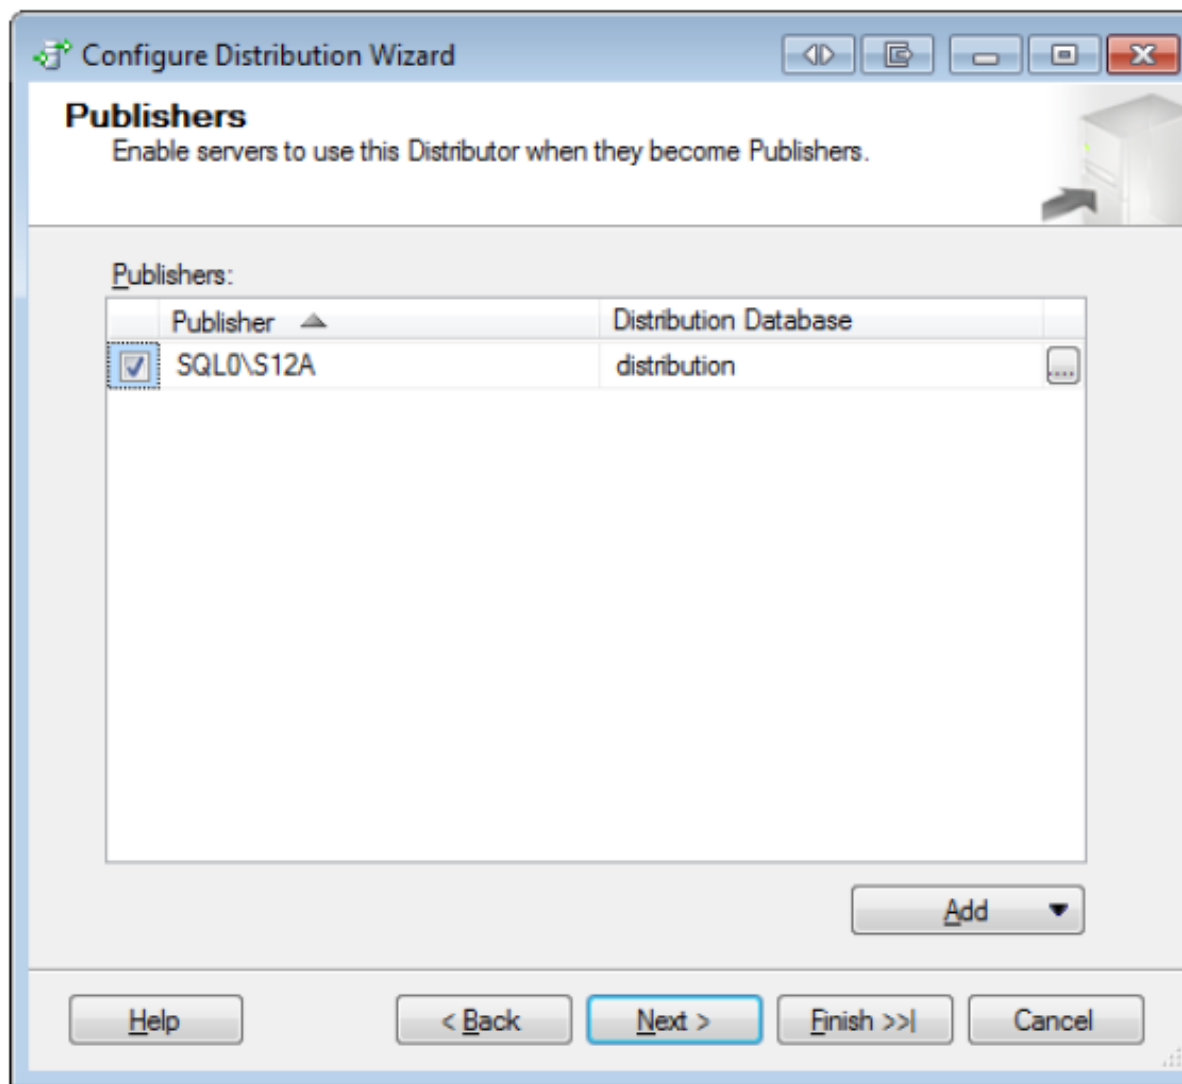 Configure Distribution Wizard
Publishers
Enable servers to use this Distributor when they become Publishers.
Publishers:
Publisher Distribution Database
SQL0\S12A distribution ....
Add
Help < Back Next > Finish >>| Cancel